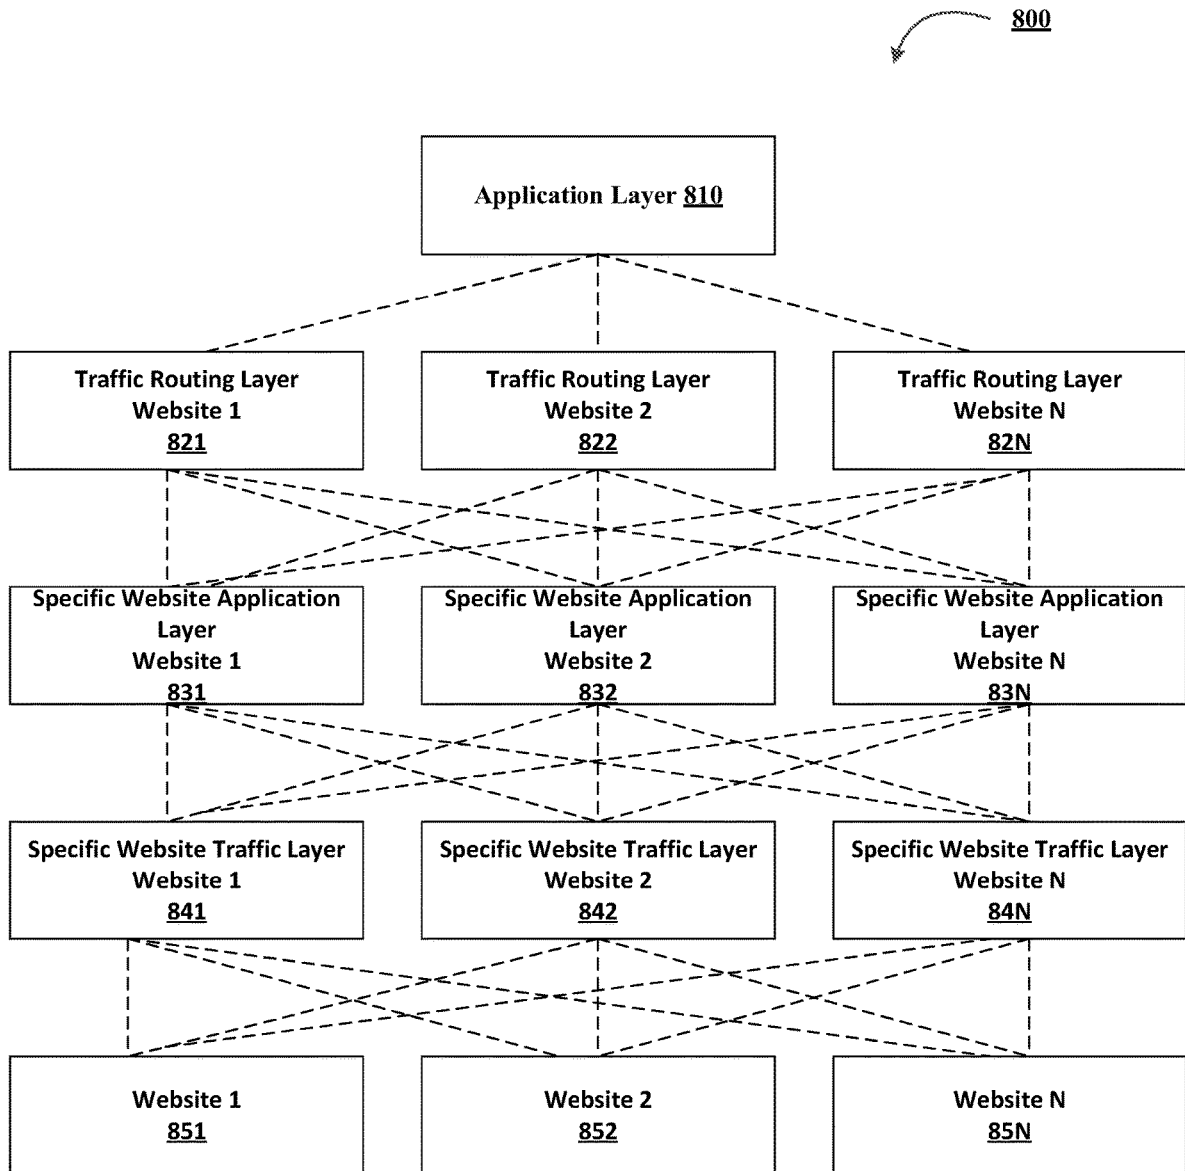 800
Application Layer 810
Traffic Routing Layer
Website 1
821
Traffic Routing Layer
Website 2
822
Traffic Routing Layer
Website N
82N
Specific Website Application
Layer
Website 1
831
Specific Website Application
Layer
Website 2
832
Specific Website Application
Layer
Website N
83N
Specific Website Traffic Layer
Website 1
841
Specific Website Traffic Layer
Website 2
842
Specific Website Traffic Layer
Website N
84N
Website 1
851
Website 2
852
Website N
85N